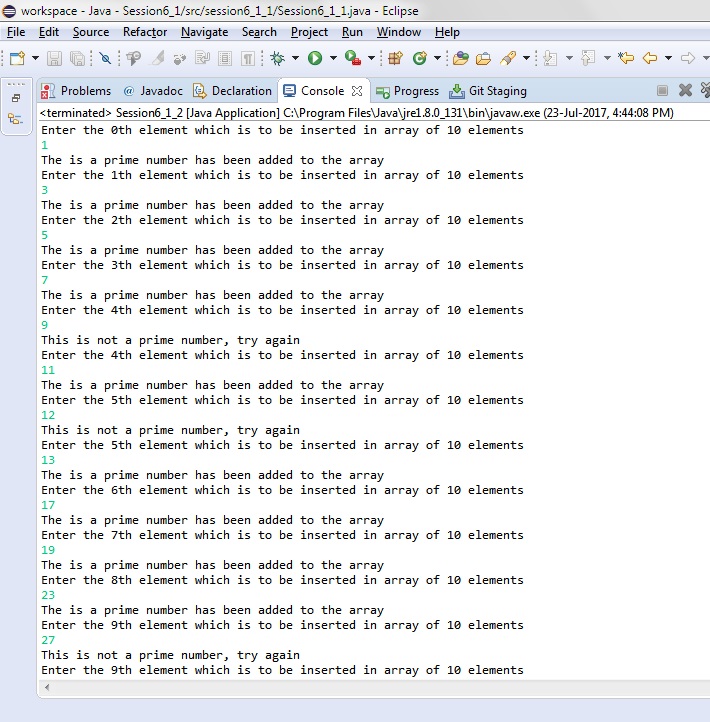 workspace - Java - Session6_1/src/session6_1_1/Session6_1_1.java - Eclipse
File Edit Source Refactor Navigate Search Project Run Window Help
Problems @ Javadoc Declaration Console Progress Git Staging
<terminated> Session6_1_2 [Java Application] C:\Program Files\Java\jre1.8.0_131\bin\javaw.exe (23-Jul-2017, 4:44:08 PM)
Enter the 0th element which is to be inserted in array of 10 elements
1
The is a prime number has been added to the array
Enter the 1th element which is to be inserted in array of 10 elements
3
The is a prime number has been added to the array
Enter the 2th element which is to be inserted in array of 10 elements
5
The is a prime number has been added to the array
Enter the 3th element which is to be inserted in array of 10 elements
7
The is a prime number has been added to the array
Enter the 4th element which is to be inserted in array of 10 elements
9
This is not a prime number, try again
Enter the 4th element which is to be inserted in array of 10 elements
11
The is a prime number has been added to the array
Enter the 5th element which is to be inserted in array of 10 elements
12
This is not a prime number, try again
Enter the 5th element which is to be inserted in array of 10 elements
13
The is a prime number has been added to the array
Enter the 6th element which is to be inserted in array of 10 elements
17
The is a prime number has been added to the array
Enter the 7th element which is to be inserted in array of 10 elements
19
The is a prime number has been added to the array
Enter the 8th element which is to be inserted in array of 10 elements
23
The is a prime number has been added to the array
Enter the 9th element which is to be inserted in array of 10 elements
27
This is not a prime number, try again
Enter the 9th element which is to be inserted in array of 10 elements